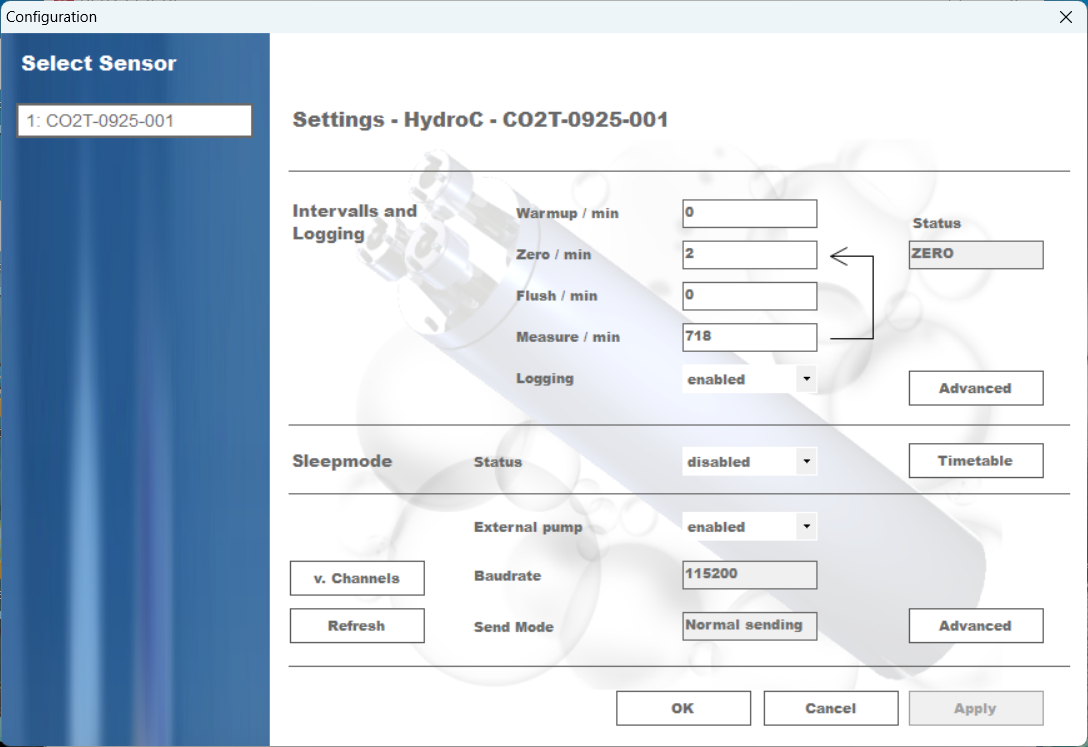 Configuration
Select Sensor
1: CO2T-0925-001
Settings - HydroC - CO2T-0925-001
Intervalls and
Logging
Warmup / min
0
Status
Zero / min
2
ZERO
Flush / min
0
Measure / min
718
Logging
enabled
Advanced
Sleepmode
Status
disabled
Timetable
External pump
enabled
v. Channels
Baudrate
115200
Refresh
Send Mode
Normal sending
Advanced
OK
Cancel
Apply